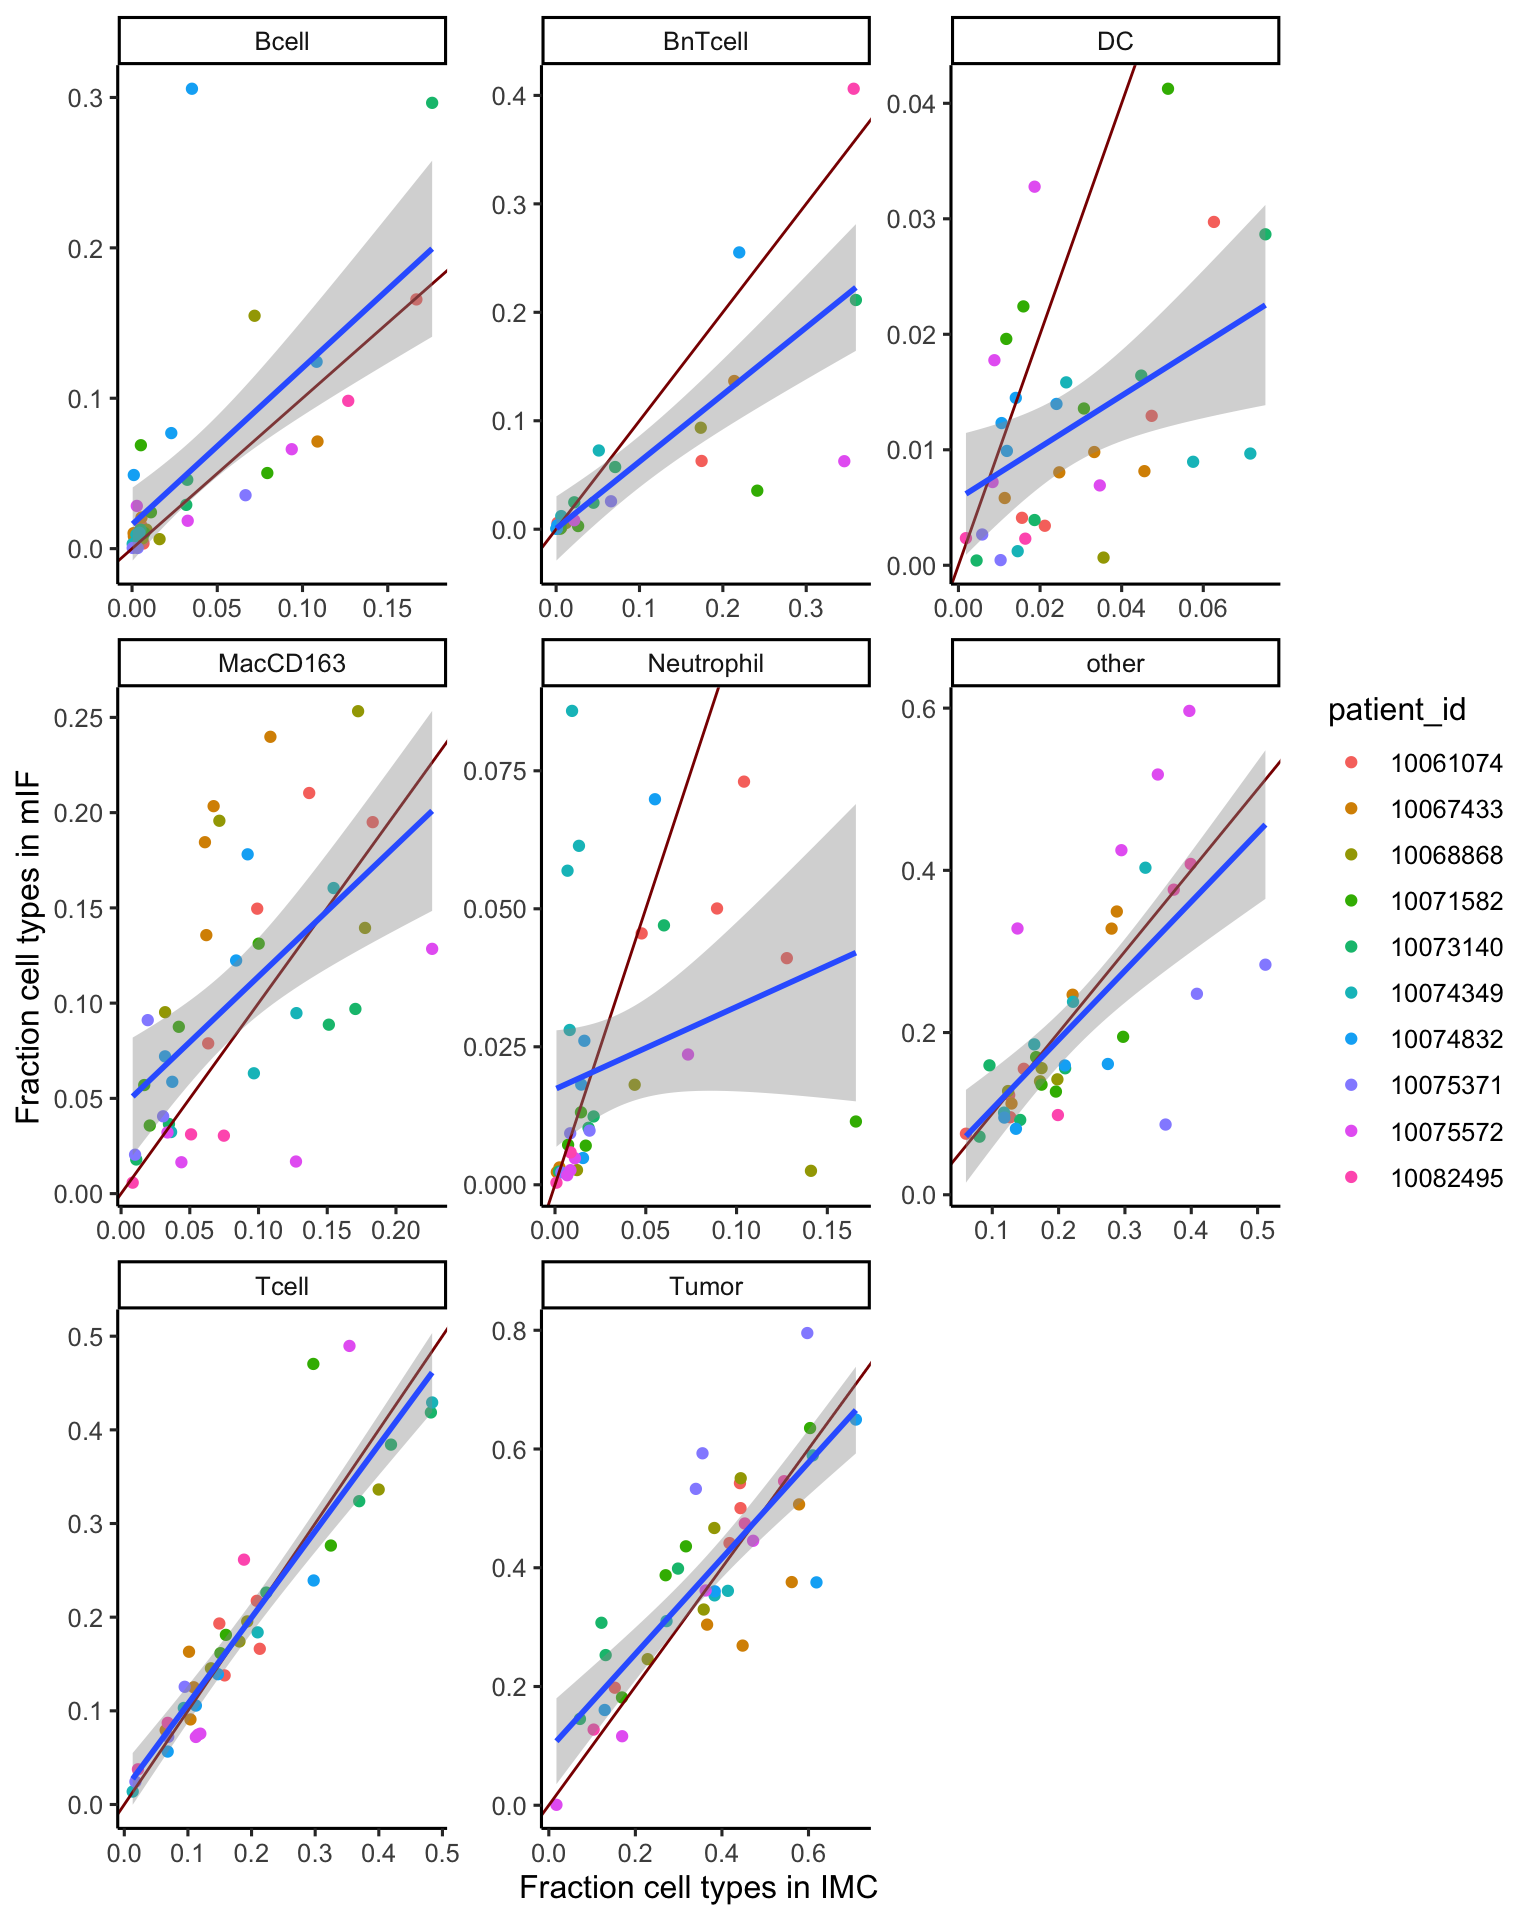 Bcell
BnTcell
DC
0.3
0.2
0.1
0.0
0.00 0.05 0.10 0.15
0.4
0.3
0.2
0.1
0.0
0.0 0.1 0.2 0.3
0.04
0.03
0.02
0.01
0.00
0.00 0.02 0.04 0.06
MacCD163
Neutrophil
other
0.25
0.20
0.15
0.10
0.05
0.00
0.00 0.05 0.10 0.15 0.20
0.075
0.050
0.025
0.000
0.00 0.05 0.10 0.15
0.6
0.4
0.2
0.0
0.1 0.2 0.3 0.4 0.5
Tcell
Tumor
0.5
0.4
0.3
0.2
0.1
0.0
0.0 0.1 0.2 0.3 0.4 0.5
0.8
0.6
0.4
0.2
0.0
0.0 0.2 0.4 0.6
Fraction cell types in mIF
Fraction cell types in IMC
patient_id
10061074
10067433
10068868
10071582
10073140
10074349
10074832
10075371
10075572
10082495